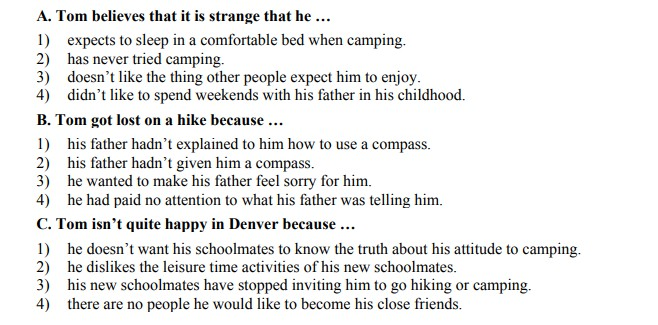 A. Tom believes that it is strange that he …
1) expects to sleep in a comfortable bed when camping.
2) has never tried camping.
3) doesn’t like the thing other people expect him to enjoy.
4) didn’t like to spend weekends with his father in his childhood.
B. Tom got lost on a hike because …
1) his father hadn’t explained to him how to use a compass.
2) his father hadn’t given him a compass.
3) he wanted to make his father feel sorry for him.
4) he had paid no attention to what his father was telling him.
C. Tom isn’t quite happy in Denver because …
1) he doesn’t want his schoolmates to know the truth about his attitude to camping.
2) he dislikes the leisure time activities of his new schoolmates.
3) his new schoolmates have stopped inviting him to go hiking or camping.
4) there are no people he would like to become his close friends.